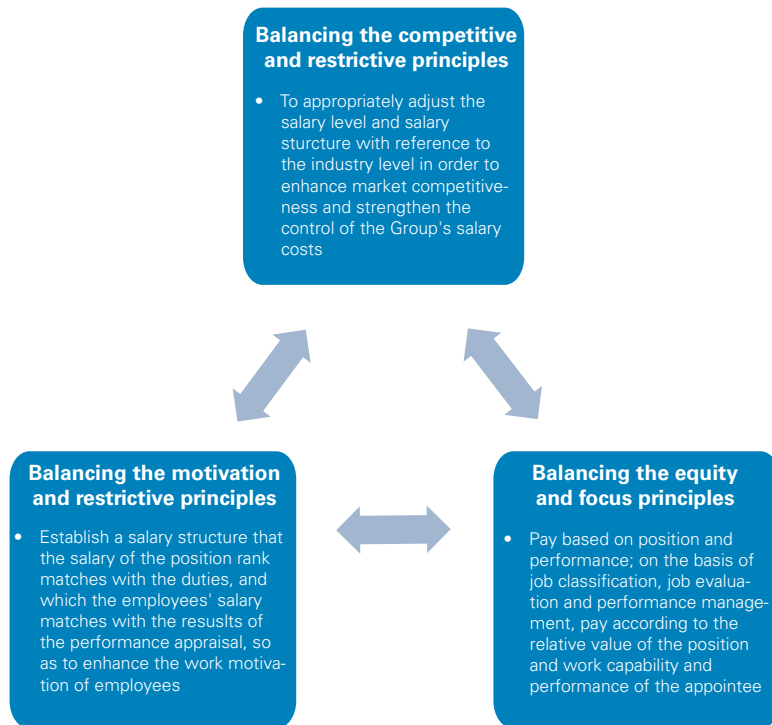 Balancing the competitive
and restrictive principles
• To appropriately adjust the
salary level and salary
sturcture with reference to
the industry level in order to
enhance market competitive-
ness and strengthen the
control of the Group's salary
costs
Balancing the motivation
and restrictive principles
• Establish a salary structure that
the salary of the position rank
matches with the duties, and
which the employees' salary
matches with the resuslts of
the performance appraisal, so
as to enhance the work motiva-
tion of employees
Balancing the equity
and focus principles
• Pay based on position and
performance; on the basis of
job classification, job evalua-
tion and performance manage-
ment, pay according to the
relative value of the position
and work capability and
performance of the appointee